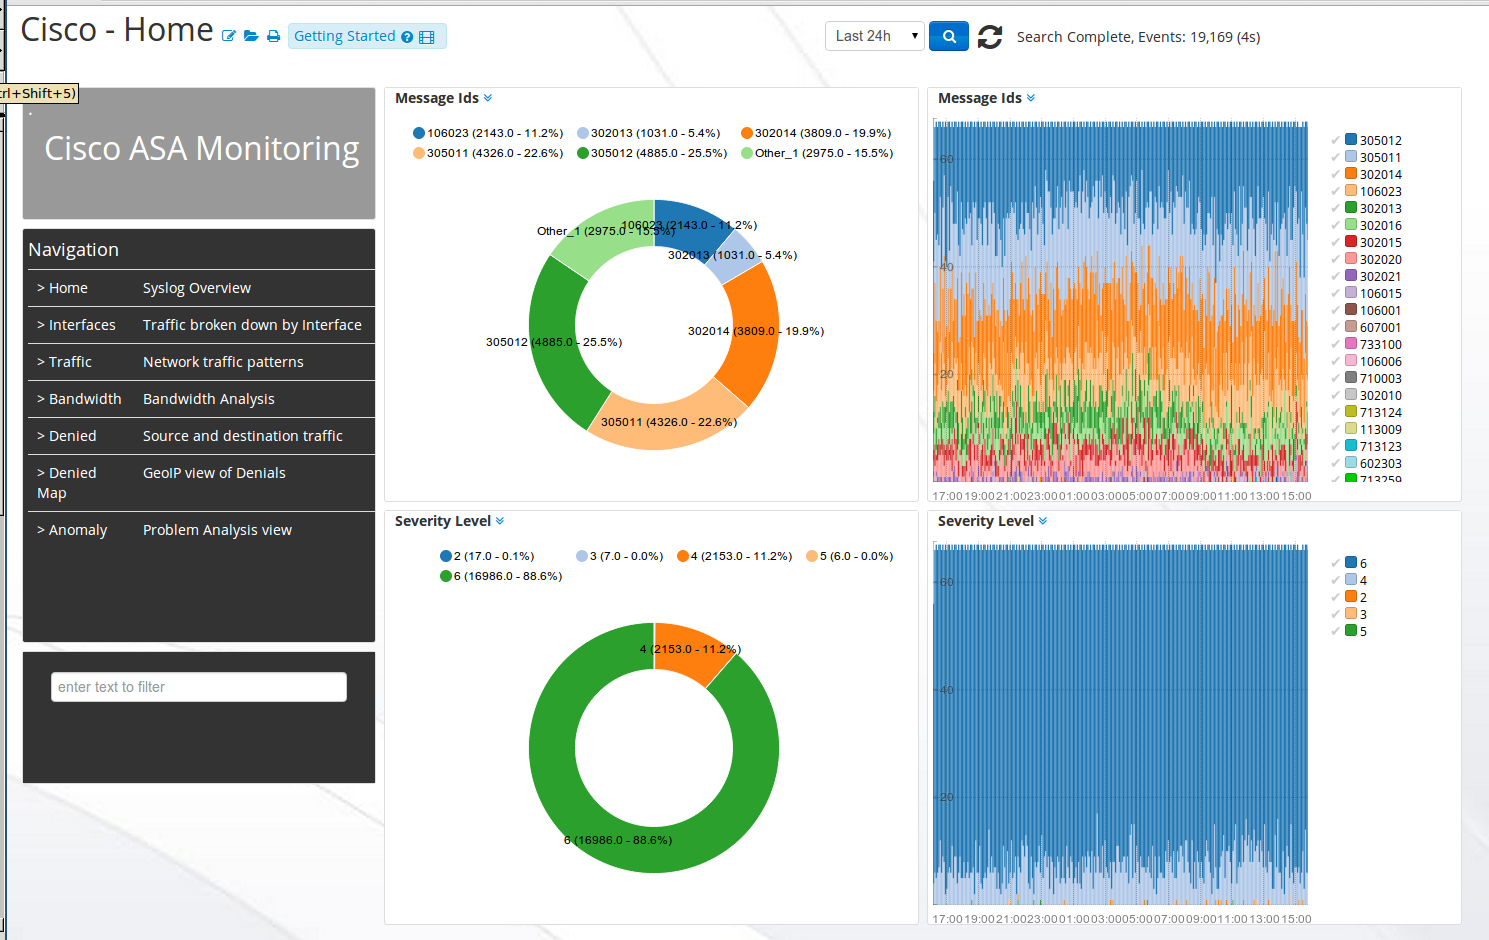 Cisco - Home
Getting Started
Last 24h
Search Complete, Events: 19,169 (4s)
trl+Shift+5)
.
Cisco ASA Monitoring
Navigation
> Home Syslog Overview
> Interfaces Traffic broken down by Interface
> Traffic Network traffic patterns
> Bandwidth Bandwidth Analysis
> Denied Source and destination traffic
> Denied Map GeoIP view of Denials
> Anomaly Problem Analysis view
enter text to filter
Message Ids
106023 (2143.0 - 11.2%) 302013 (1031.0 - 5.4%) 302014 (3809.0 - 19.9%)
305011 (4326.0 - 22.6%) 305012 (4885.0 - 25.5%) Other_1 (2975.0 - 15.5%)
106023 (2143.0 - 11.2%)
Other_1 (2975.0 - 15.5%)
302013 (1031.0 - 5.4%)
302014 (3809.0 - 19.9%)
305012 (4885.0 - 25.5%)
305011 (4326.0 - 22.6%)
Message Ids
60
40
20
17:00 19:00 21:00 23:00 01:00 03:00 05:00 07:00 09:00 11:00 13:00 15:00
305012
305011
302014
106023
302013
302016
302015
302020
302021
106015
106001
607001
733100
106006
710003
302010
713124
113009
713123
602303
713259
Severity Level
2 (17.0 - 0.1%) 3 (7.0 - 0.0%) 4 (2153.0 - 11.2%) 5 (6.0 - 0.0%)
6 (16986.0 - 88.6%)
4 (2153.0 - 11.2%)
6 (16986.0 - 88.6%)
Severity Level
60
40
20
17:00 19:00 21:00 23:00 01:00 03:00 05:00 07:00 09:00 11:00 13:00 15:00
6
4
2
3
5